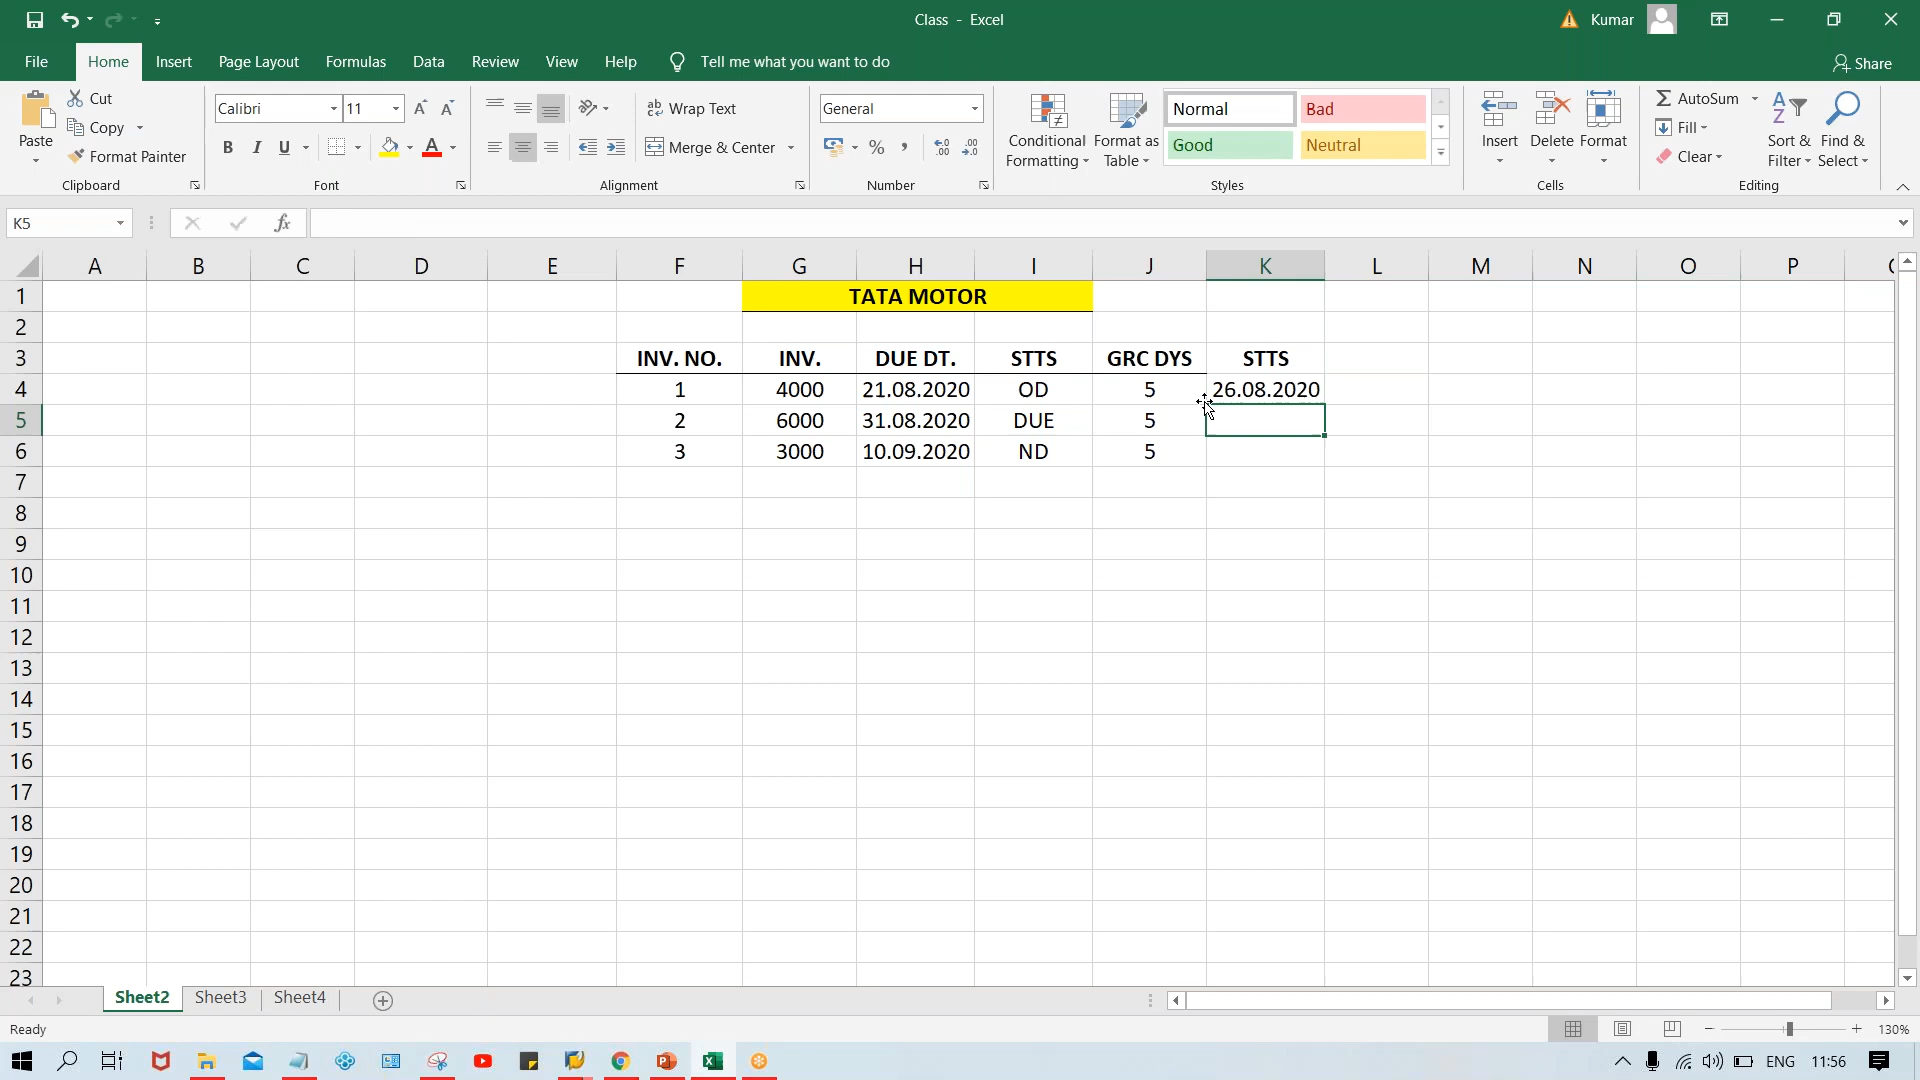 Class - Excel
Kumar
File Home Insert Page Layout Formulas Data Review View Help Tell me what you want to do Share
Paste
Cut
Copy
Format Painter
Clipboard
Calibri 11
B I U
Font
Wrap Text
Merge & Center
Alignment
General
% ,
Number
Conditional Formatting
Format as Table
Normal Bad
Good Neutral
Styles
Insert Delete Format
Cells
AutoSum
Fill
Clear
Sort & Filter
Find & Select
Editing
K5 fx
A B C D E F G H I J K L M N O P
1 TATA MOTOR
2
3 INV. NO. INV. DUE DT. STTS GRC DYS STTS
4 1 4000 21.08.2020 OD 5 26.08.2020
5 2 6000 31.08.2020 DUE 5
6 3 3000 10.09.2020 ND 5
7
8
9
10
11
12
13
14
15
16
17
18
19
20
21
22
23
Sheet2 Sheet3 Sheet4
Ready 130%
ENG 11:56